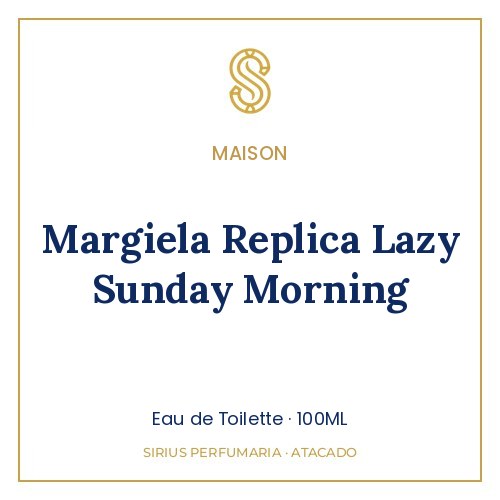 MAISON
Margiela Replica Lazy
Sunday Morning
Eau de Toilette · 100ML
SIRIUS PERFUMARIA · ATACADO